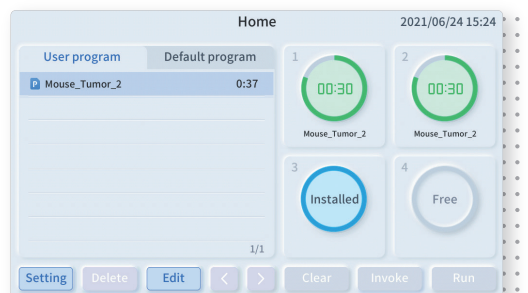 Home
2021/06/24 15:24
User program
Default program
P Mouse_Tumor_2 0:37
1/1
1
00:30
Mouse_Tumor_2
2
00:30
Mouse_Tumor_2
3
Installed
4
Free
Setting
Delete
Edit
<
>
Clear
Invoke
Run